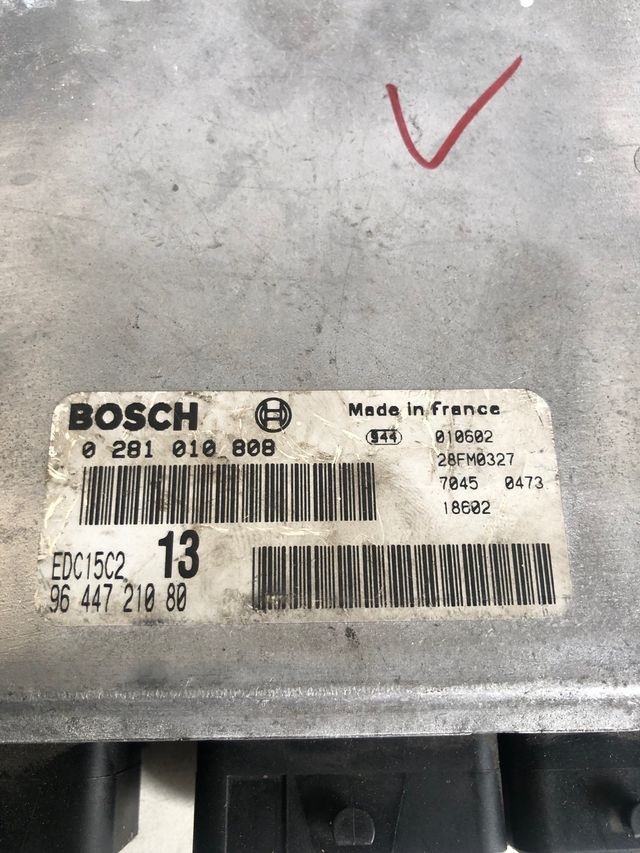 BOSCH
Made in France
0 281 010 808
944 010602
28FM0327
7045 0473
18602
EDC15C2 13
96 447 210 80